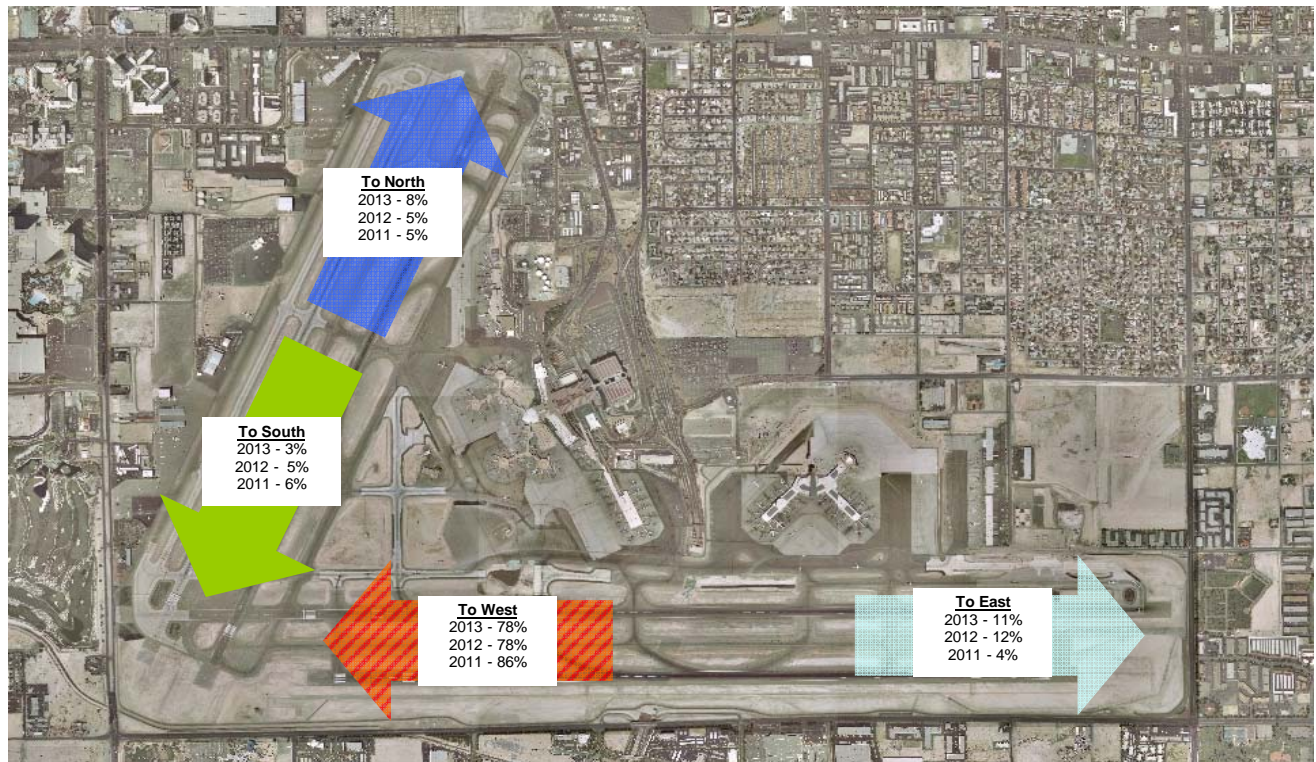 To North
2013 - 8%
2012 - 5%
2011 - 5%
To South
2013 - 3%
2012 - 5%
2011 - 6%
To West
2013 - 78%
2012 - 78%
2011 - 86%
To East
2013 - 11%
2012 - 12%
2011 - 4%